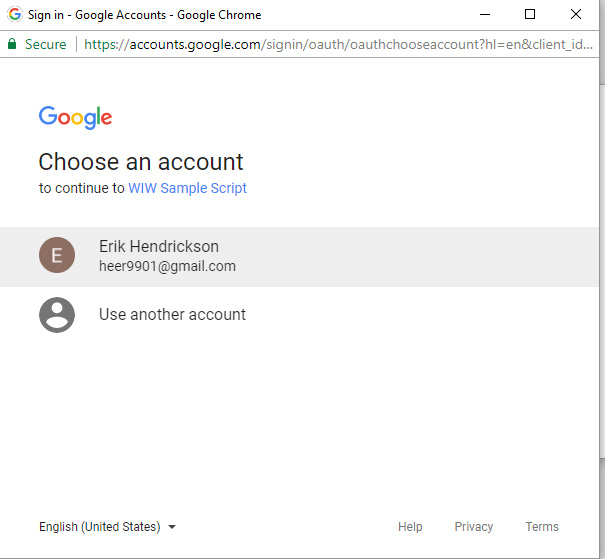 Sign in - Google Accounts - Google Chrome
Secure https://accounts.google.com/signin/oauth/oauthchooseaccount?hl=en&client_id...
Google
Choose an account
to continue to WIW Sample Script
E
Erik Hendrickson
heer9901@gmail.com
Use another account
English (United States) Help Privacy Terms